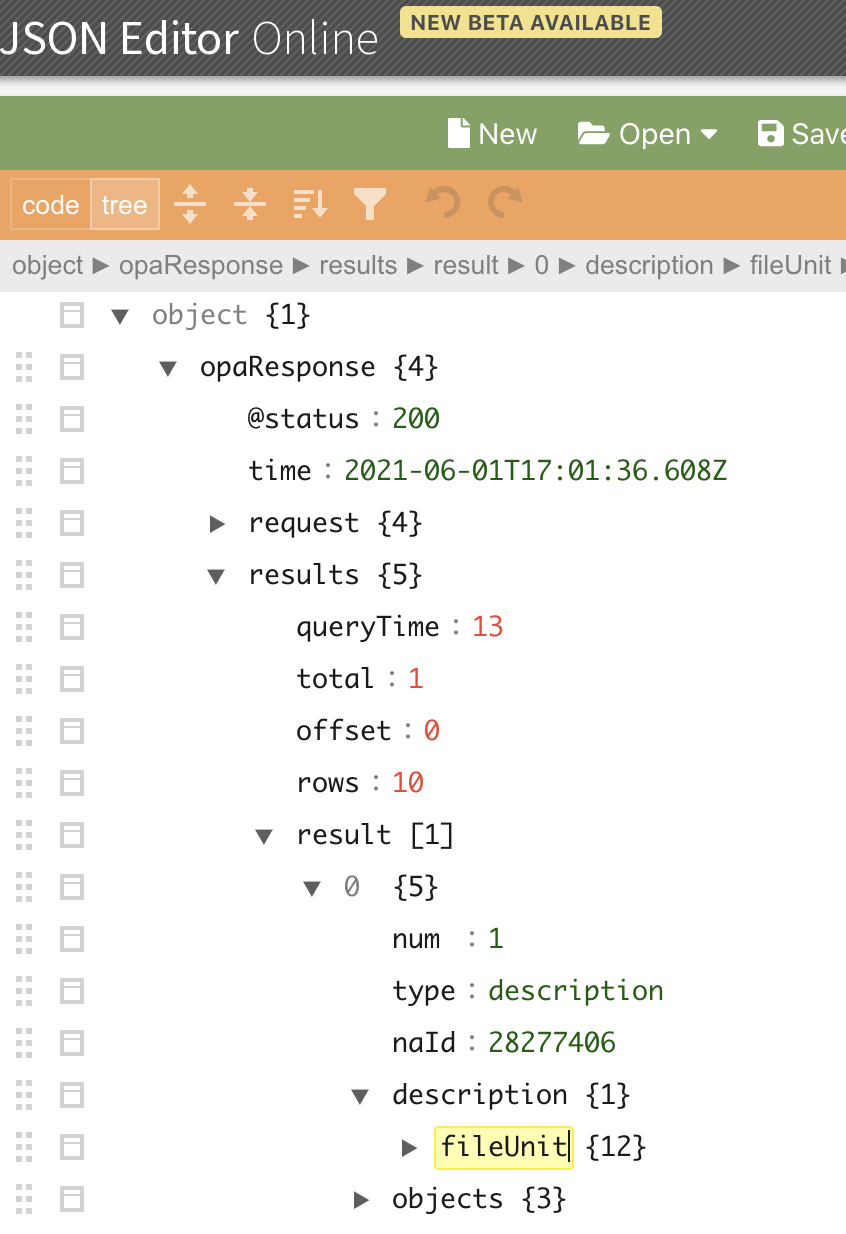 JSON Editor Online NEW BETA AVAILABLE
New Open Save
code tree
object ► opaResponse ► results ► result ► 0 ► description ► fileUnit ►
▼ object {1}
▼ opaResponse {4}
@status : 200
time : 2021-06-01T17:01:36.608Z
► request {4}
▼ results {5}
queryTime : 13
total : 1
offset : 0
rows : 10
▼ result [1]
▼ 0 {5}
num : 1
type : description
naId : 28277406
▼ description {1}
► fileUnit {12}
► objects {3}